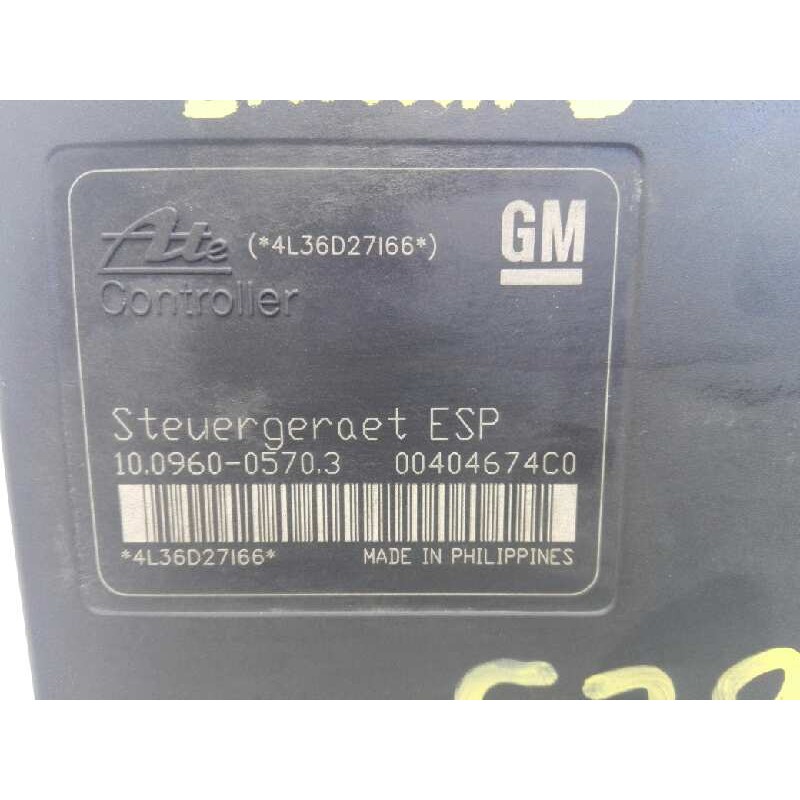 Ate (*4L36D27166*) GM
Controller
Steuergeraet ESP
10.0960-0570.3 00404674C0
*4L36D27166* MADE IN PHILIPPINES